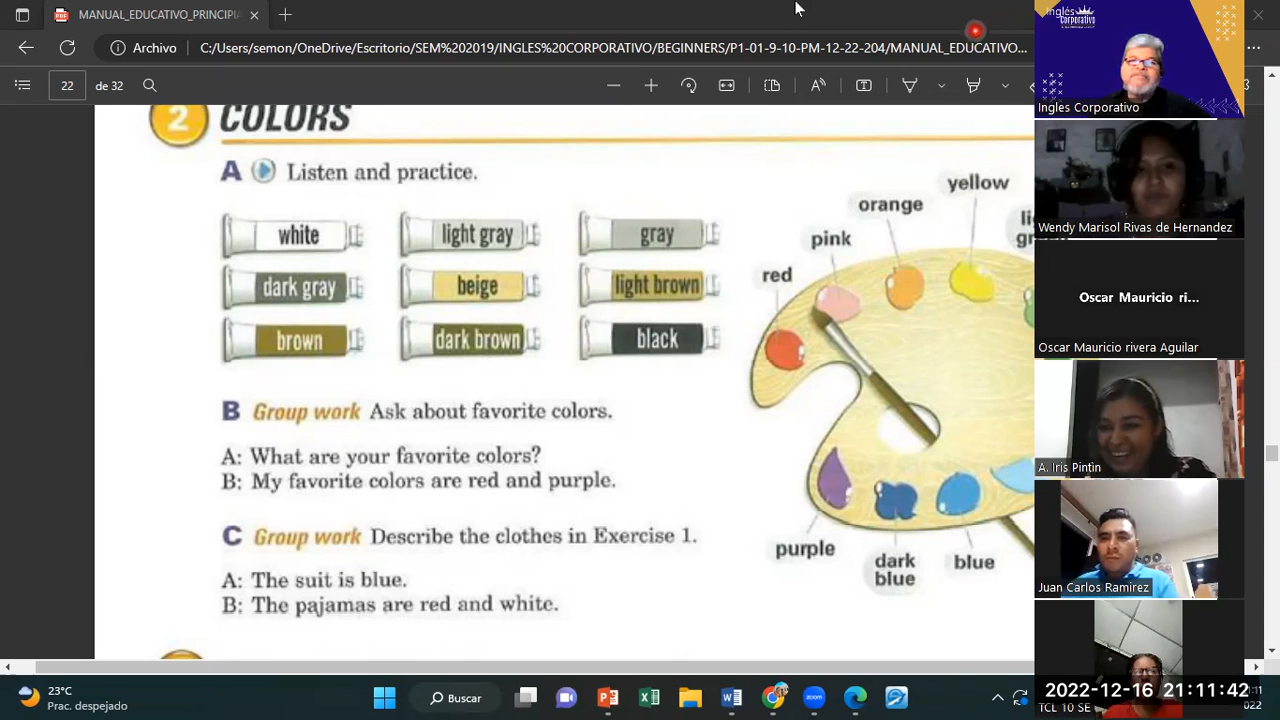 MANUAL_EDUCATIVO_PRINCIPI
Archivo
C:/Users/semon/OneDrive/Escritorio/SEM%202019/INGLES%20CORPORATIVO/BEGINNERS/P1-01-9-10-PM-12-22-204/MANUAL_EDUCATIVO...
22 de 32
2 COLORS
A Listen and practice.
white light gray gray
dark gray beige light brown
brown dark brown black
B Group work Ask about favorite colors.
A: What are your favorite colors?
B: My favorite colors are red and purple.
C Group work Describe the clothes in Exercise 1.
A: The suit is blue.
B: The pajamas are red and white.
yellow
orange
pink
red
purple
dark
blue
blue
Inglés
Corporativo
Ingles Corporativo
Wendy Marisol Rivas de Hernandez
Oscar Mauricio ri...
Oscar Mauricio rivera Aguilar
A. Iris Pintin
Juan Carlos Ramirez
TCL 10 SE
2022-12-16 21:11:42
23°C
Prac. despejado
Buscar
zoom